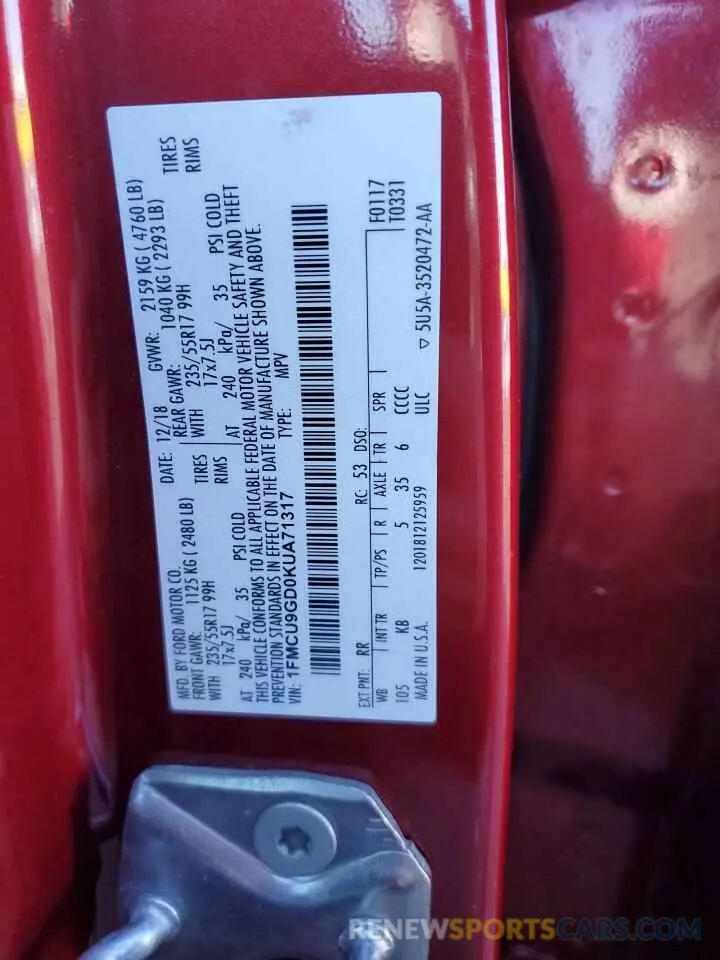 MFD. BY FORD MOTOR CO. DATE: 12/18 GVWR: 2159 KG ( 4760 LB)
FRONT GAWR: 1125 KG ( 2480 LB) REAR GAWR: 1040 KG ( 2293 LB)
WITH 235/55R17 99H TIRES WITH 235/55R17 99H TIRES
17x7.5J RIMS 17x7.5J RIMS
AT 240 kPa/ 35 PSI COLD AT 240 kPa/ 35 PSI COLD
THIS VEHICLE CONFORMS TO ALL APPLICABLE FEDERAL MOTOR VEHICLE SAFETY AND THEFT
PREVENTION STANDARDS IN EFFECT ON THE DATE OF MANUFACTURE SHOWN ABOVE.
VIN: 1FMCU9GD0KUA71317 TYPE: MPV
EXT PNT: RR RC: 53 DSO: F0117
WB INT TR TP/PS R AXLE TR SPR T0331
105 KB 5 35 6 CCCC
MADE IN U.S.A. 1201812125959 ULC ▽ 5U5A-3520472-AA
RENEWSPORTSCARS.COM